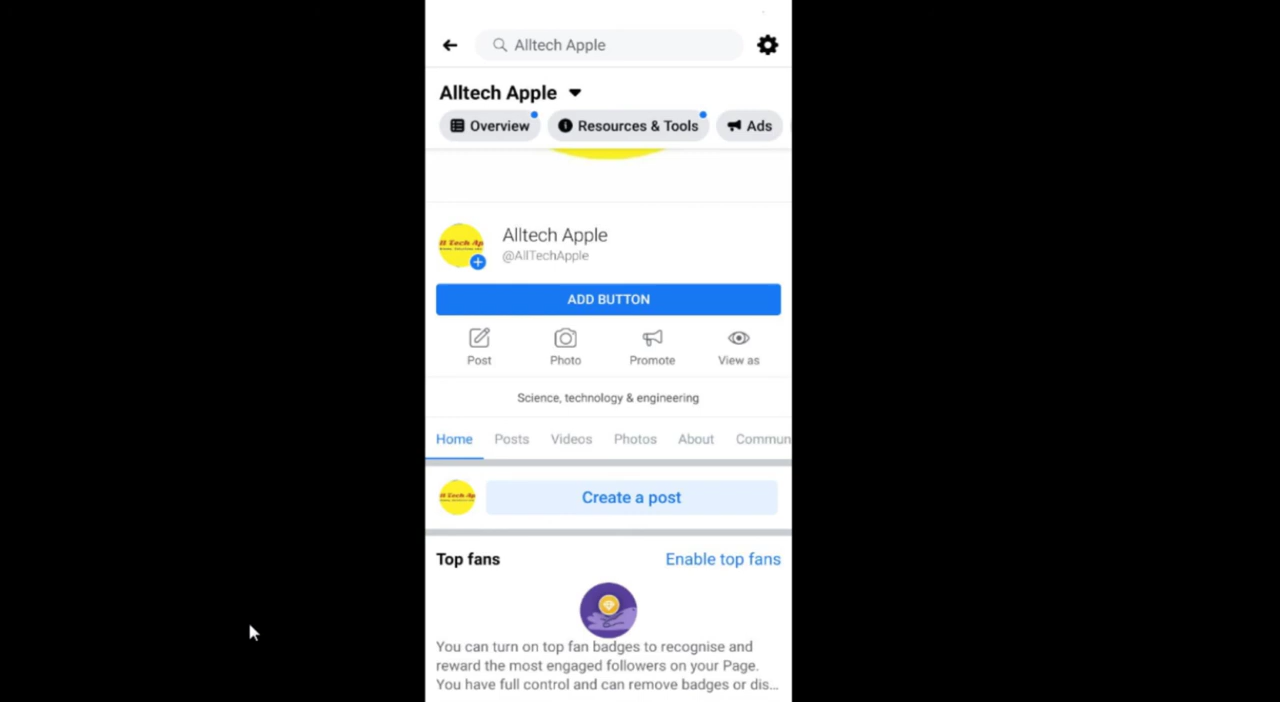 Alltech Apple
Alltech Apple
Overview Resources & Tools Ads
Alltech Apple
@AllTechApple
ADD BUTTON
Post Photo Promote View as
Science, technology & engineering
Home Posts Videos Photos About Commun
Create a post
Top fans Enable top fans
You can turn on top fan badges to recognise and
reward the most engaged followers on your Page.
You have full control and can remove badges or dis...